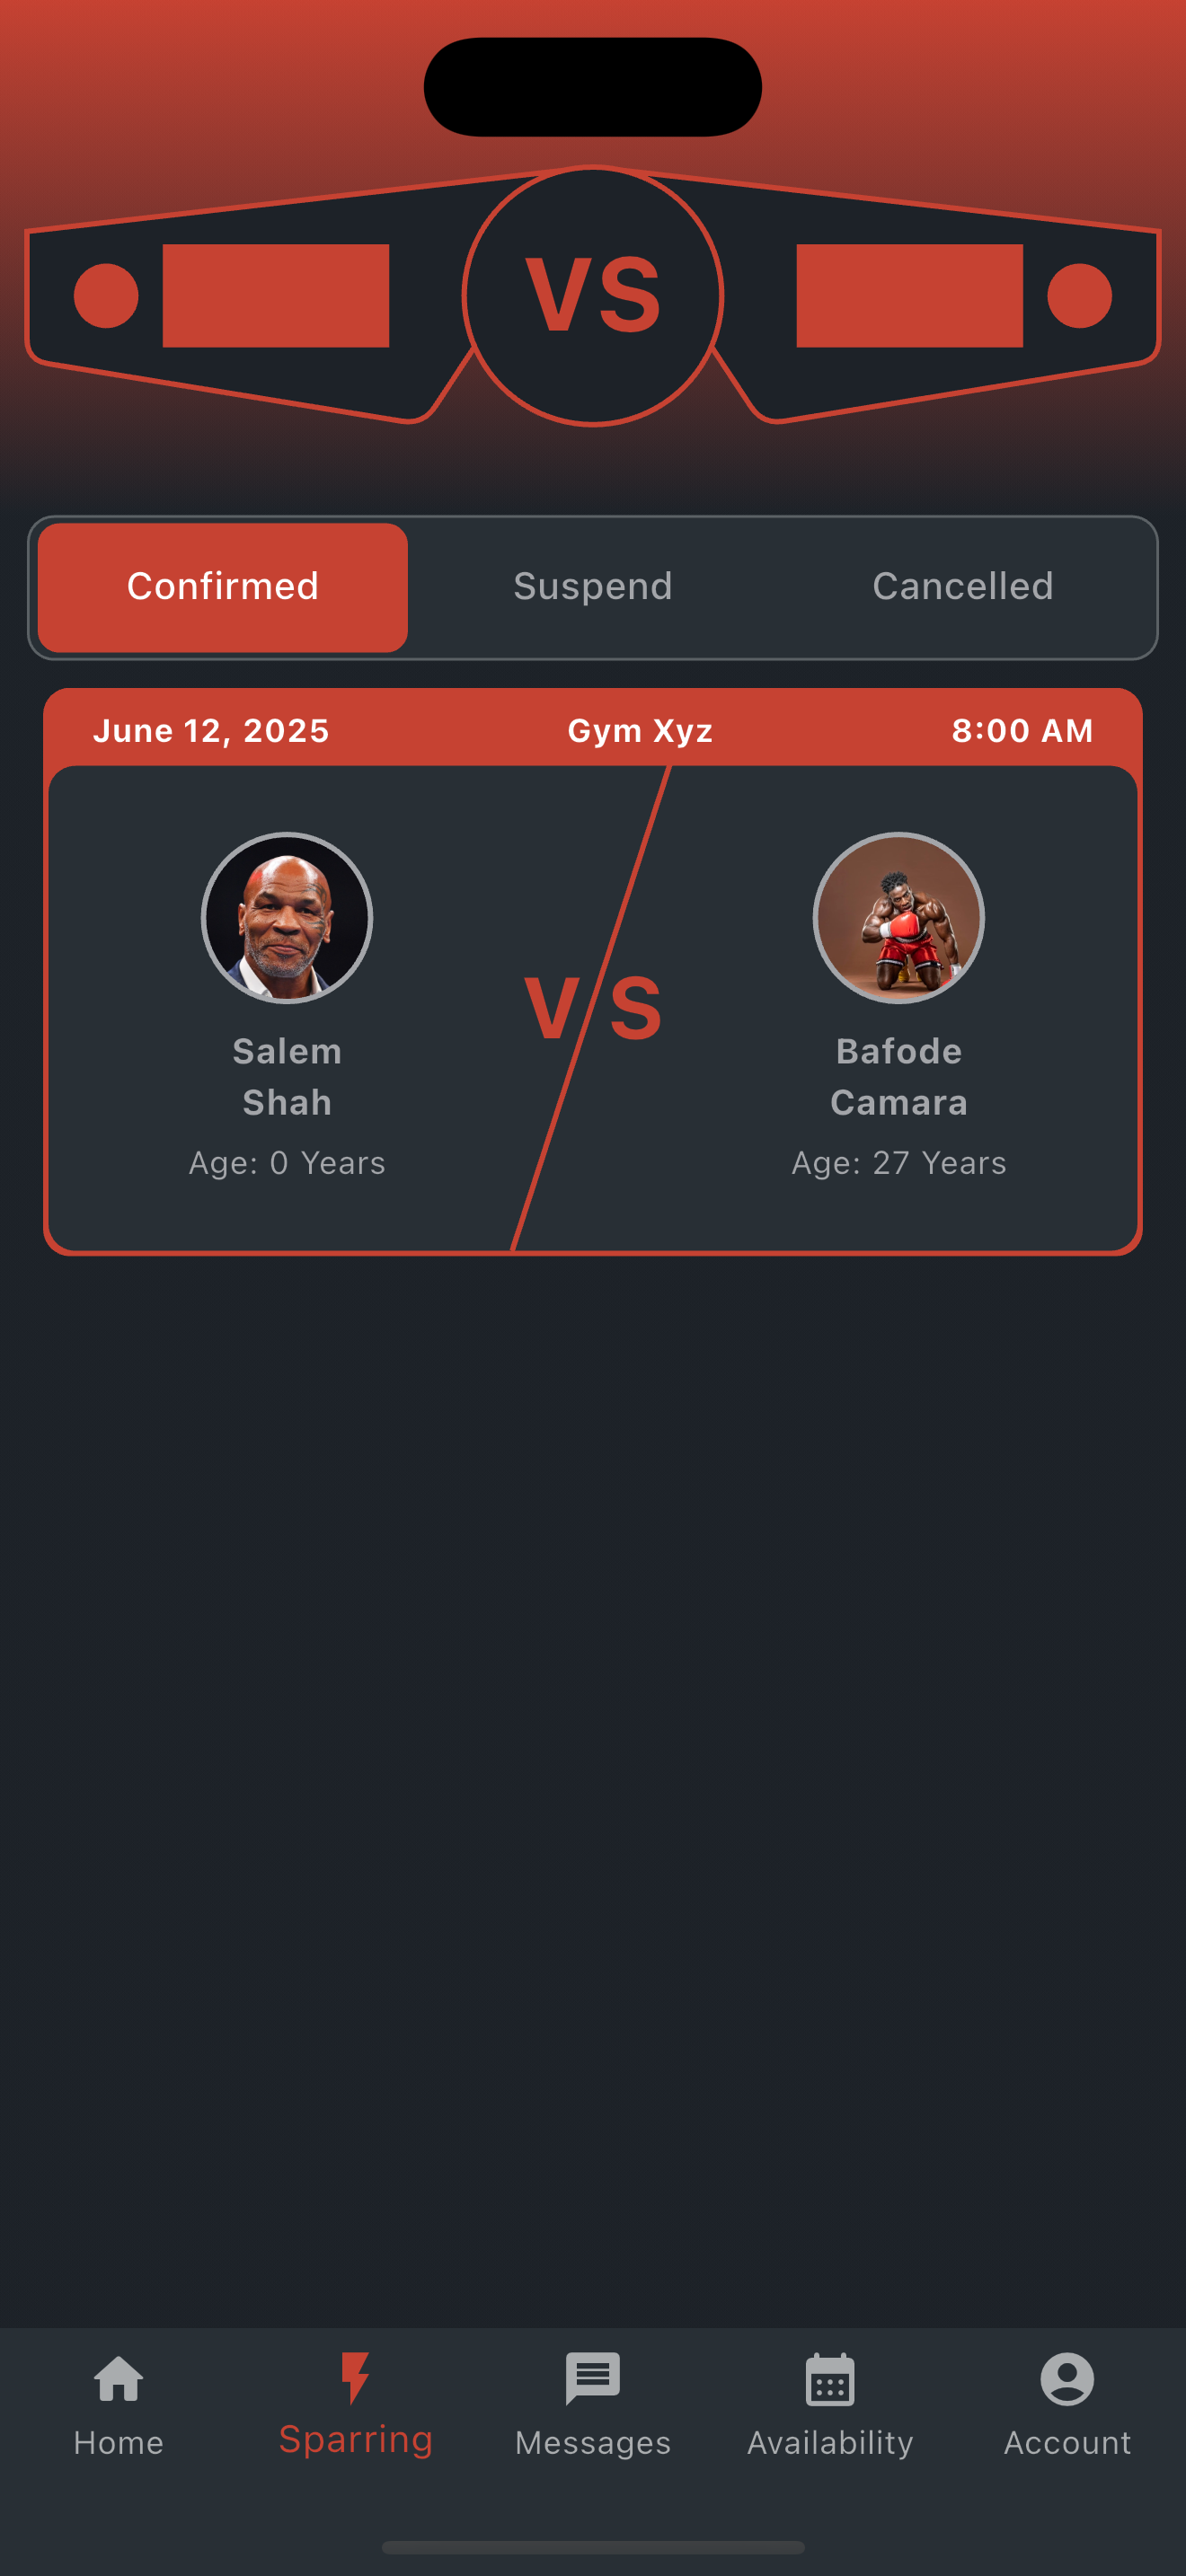 VS
Confirmed Suspend Cancelled
June 12, 2025 Gym Xyz 8:00 AM
VS
Salem
Shah
Age: 0 Years
Bafode
Camara
Age: 27 Years
Home Sparring Messages Availability Account